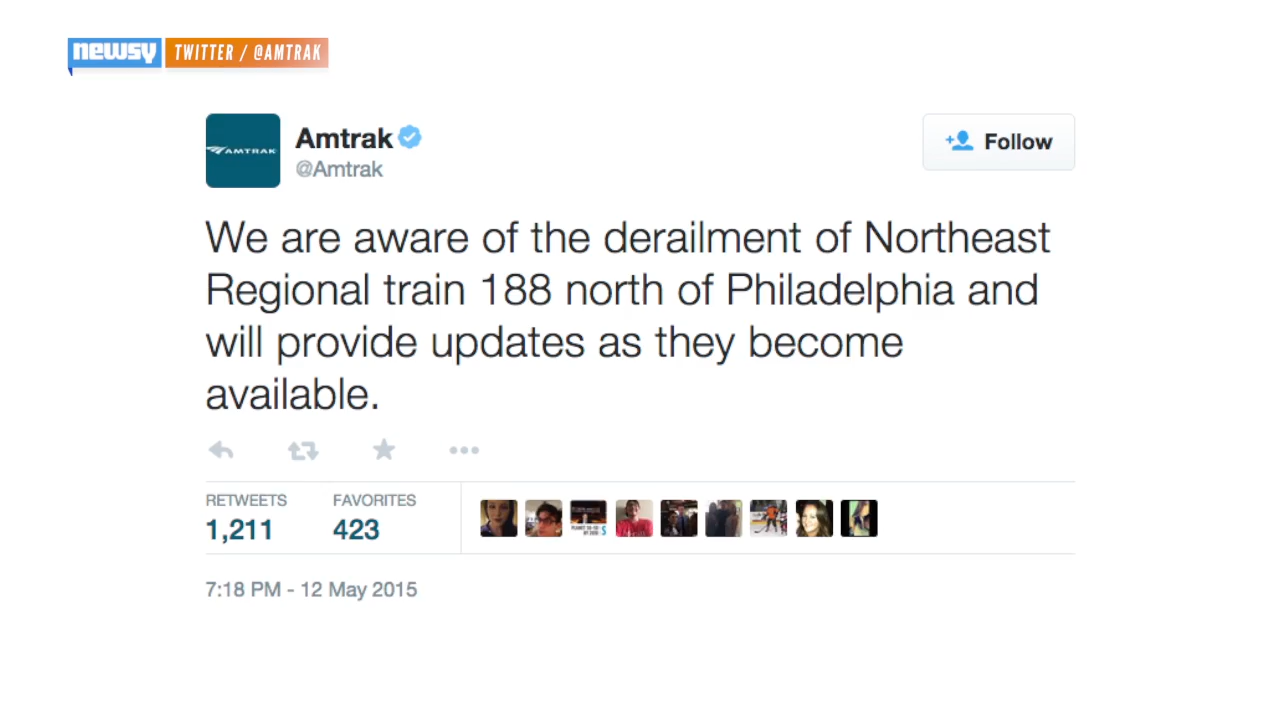 newsy TWITTER / @AMTRAK
AMTRAK
Amtrak
@Amtrak
Follow
We are aware of the derailment of Northeast
Regional train 188 north of Philadelphia and
will provide updates as they become
available.
RETWEETS FAVORITES
1,211 423
7:18 PM - 12 May 2015